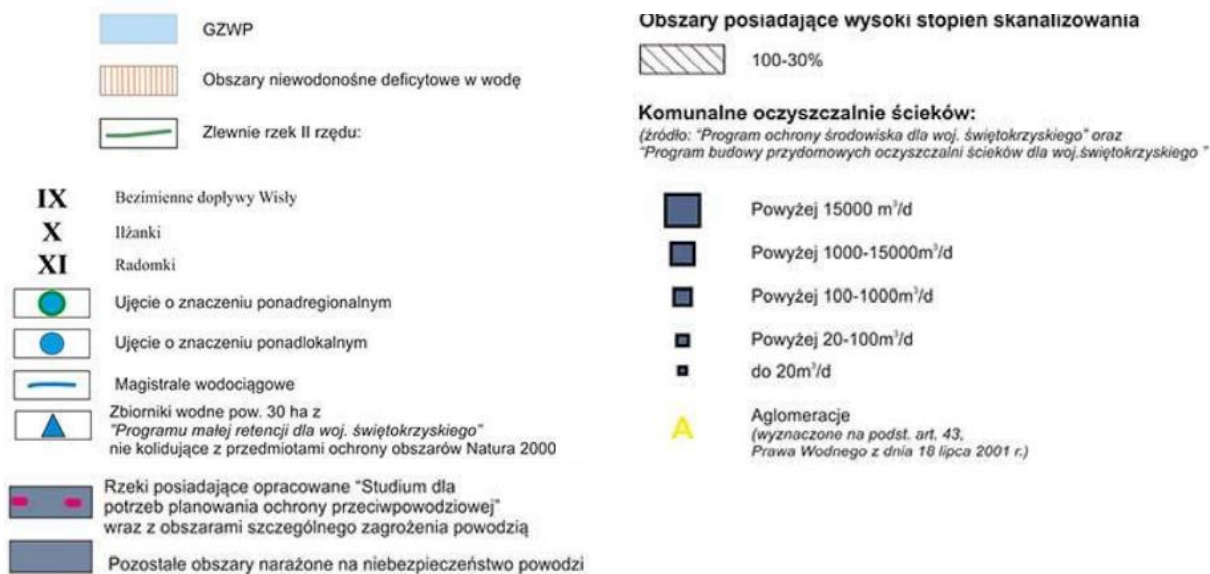 GZWP
Obszary niewodonośne deficytowe w wodę
Zlewnie rzek II rzędu:
IX Bezimienne dopływy Wisły
X Iłżanki
XI Radomki
Ujęcie o znaczeniu ponadregionalnym
Ujęcie o znaczeniu ponadlokalnym
Magistrale wodociągowe
Zbiorniki wodne pow. 30 ha z
"Programu małej retencji dla woj. świętokrzyskiego"
nie kolidujące z przedmiotami ochrony obszarów Natura 2000
Rzeki posiadające opracowane "Studium dla
potrzeb planowania ochrony przeciwpowodziowej"
wraz z obszarami szczególnego zagrożenia powodzią
Pozostałe obszary narażone na niebezpieczeństwo powodzi
Obszary posiadające wysoki stopień skanalizowania
100-30%
Komunalne oczyszczalnie ścieków:
(źródło: "Program ochrony środowiska dla woj. świętokrzyskiego" oraz
"Program budowy przydomowych oczyszczalni ścieków dla woj.świętokrzyskiego "
Powyżej 15000 m³/d
Powyżej 1000-15000m³/d
Powyżej 100-1000m³/d
Powyżej 20-100m³/d
do 20m³/d
A Aglomeracje
(wyznaczone na podst. art. 43,
Prawa Wodnego z dnia 18 lipca 2001 r.)